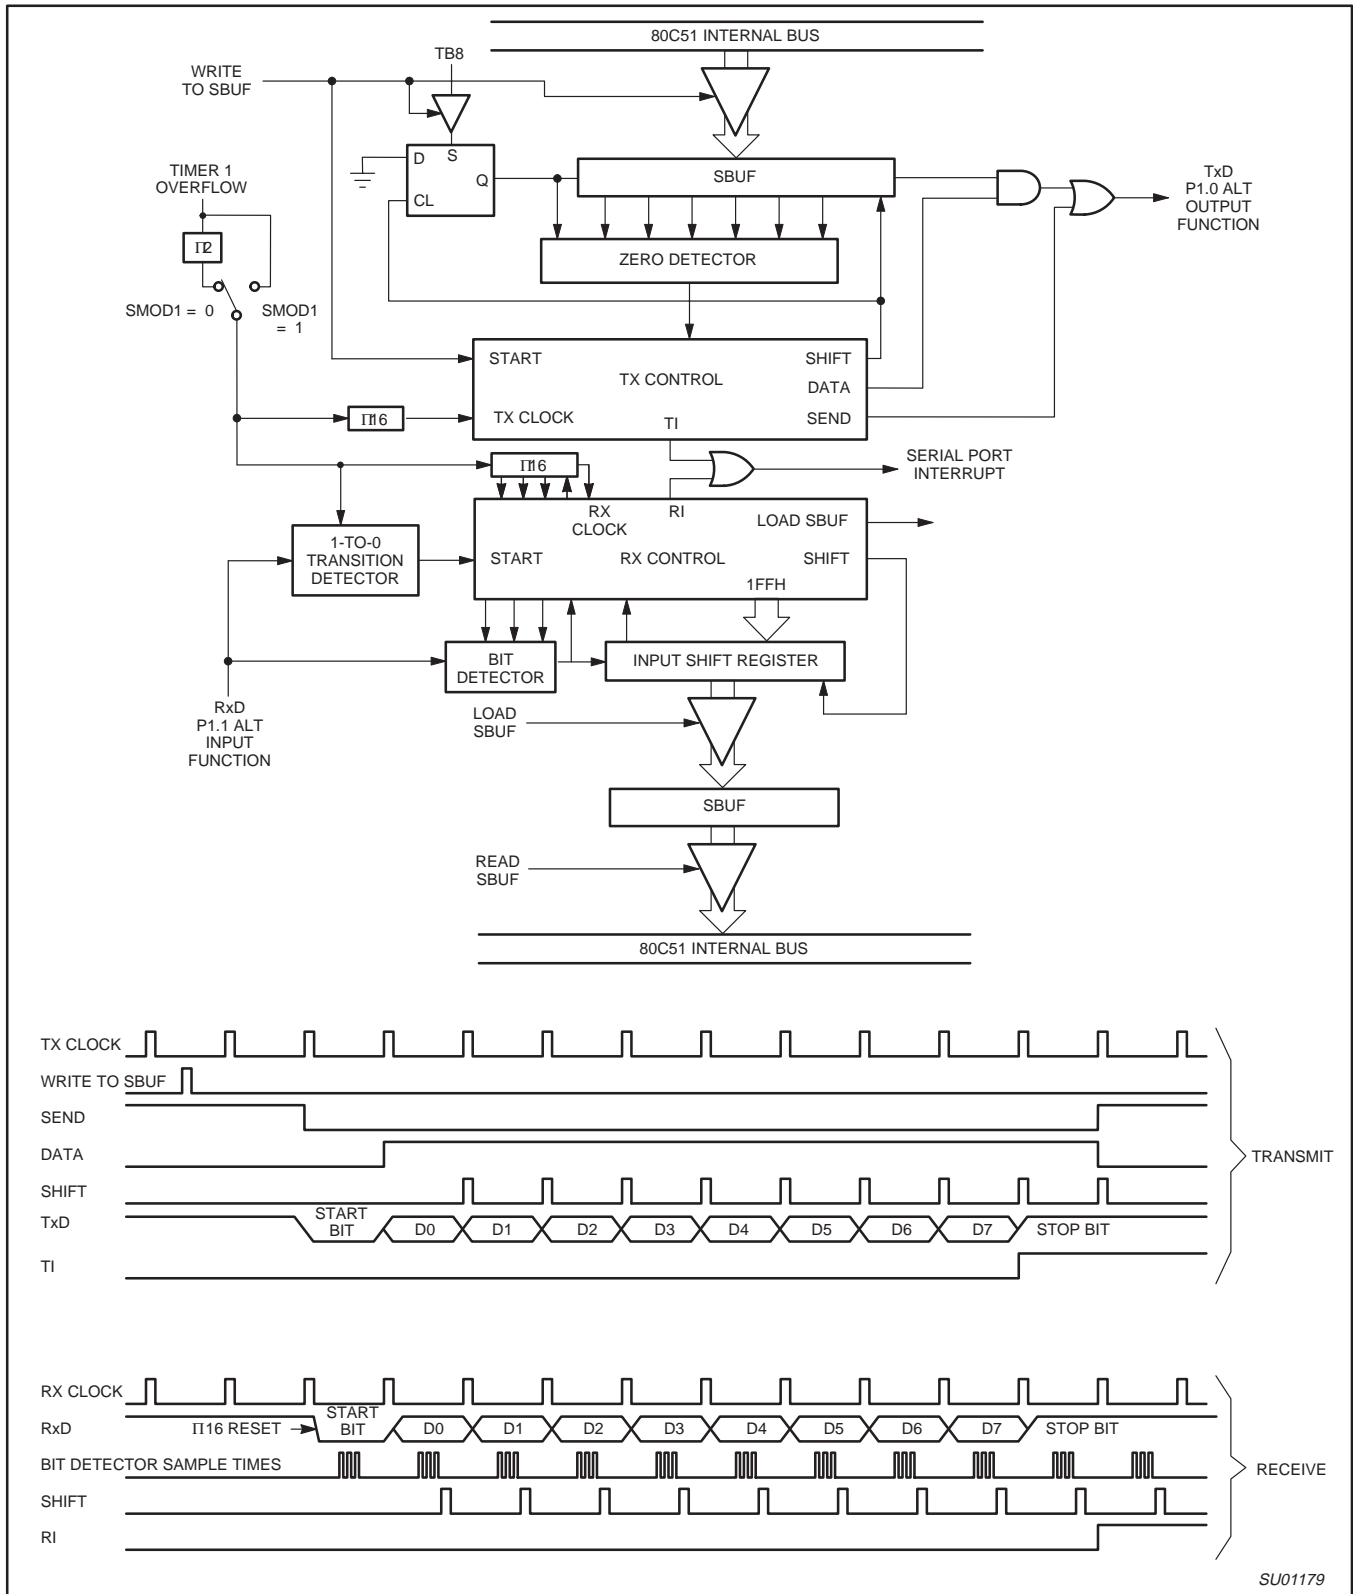 80C51 INTERNAL BUS
TB8
WRITE
TO SBUF
D
S
Q
CL
SBUF
TxD
P1.0 ALT
OUTPUT
FUNCTION
TIMER 1
OVERFLOW
Π2
ZERO DETECTOR
SMOD1 = 0
SMOD1
= 1
START
SHIFT
TX CONTROL
DATA
Π16
TX CLOCK
TI
SEND
SERIAL PORT
INTERRUPT
Π16
RX
CLOCK
RI
LOAD SBUF
1-TO-0
TRANSITION
DETECTOR
START
RX CONTROL
SHIFT
1FFH
BIT
DETECTOR
INPUT SHIFT REGISTER
RxD
P1.1 ALT
INPUT
FUNCTION
LOAD
SBUF
SBUF
READ
SBUF
80C51 INTERNAL BUS
TX CLOCK
WRITE TO SBUF
SEND
DATA
TRANSMIT
SHIFT
TxD
START
BIT
D0
D1
D2
D3
D4
D5
D6
D7
STOP BIT
TI
RX CLOCK
RxD
Π16 RESET
START
BIT
D0
D1
D2
D3
D4
D5
D6
D7
STOP BIT
BIT DETECTOR SAMPLE TIMES
RECEIVE
SHIFT
RI
SU01179